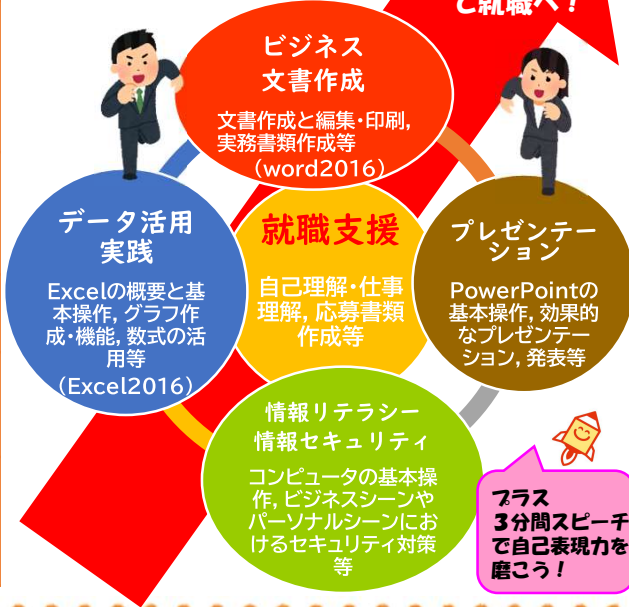 と就職へ！
ビジネス
文書作成
文書作成と編集・印刷,
実務書類作成等
（word2016）
データ活用
実践
Excelの概要と基
本操作, グラフ作
成・機能, 数式の活
用等
（Excel2016）
就職支援
自己理解・仕事
理解, 応募書類
作成等
プレゼンテー
ション
PowerPointの
基本操作, 効果的
なプレゼンテー
ション, 発表等
情報リテラシー
情報セキュリティ
コンピュータの基本操
作, ビジネスシーンや
パーソナルシーンにお
けるセキュリティ対策
等
プラス
３分間スピーチ
で自己表現力を
磨こう！